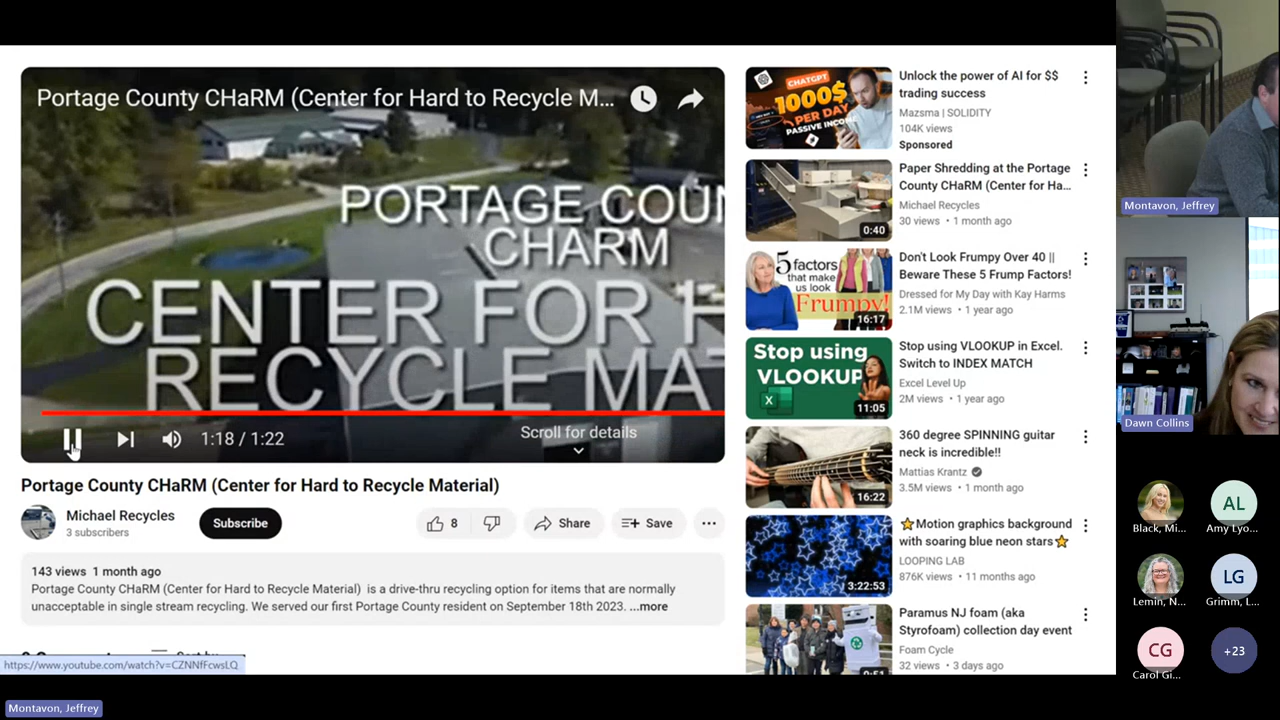 Portage County CHaRM (Center for Hard to Recycle M...
PORTAGE COUN
CHARM
CENTER FOR H
RECYCLE MA
1:18 / 1:22
Scroll for details
Portage County CHaRM (Center for Hard to Recycle Material)
Michael Recycles
3 subscribers
Subscribe
8
Share
Save
143 views 1 month ago
Portage County CHaRM (Center for Hard to Recycle Material) is a drive-thru recycling option for items that are normally
unacceptable in single stream recycling. We served our first Portage County resident on September 18th 2023. ...more
https://www.youtube.com/watch?v=CZNNfFcwsLQ
CHATGPT
1000$
PER DAY
PASSIVE INCOME
Unlock the power of AI for $$
trading success
Mazsma | SOLIDITY
104K views
Sponsored
0:40
Paper Shredding at the Portage
County CHaRM (Center for Ha...
Michael Recycles
30 views • 1 month ago
5 factors
that make
us look
Frumpy!
16:17
Don't Look Frumpy Over 40 ||
Beware These 5 Frump Factors!
Dressed for My Day with Kay Harms
2.1M views • 1 year ago
Stop using
VLOOKUP
11:05
Stop using VLOOKUP in Excel.
Switch to INDEX MATCH
Excel Level Up
2M views • 1 year ago
16:22
360 degree SPINNING guitar
neck is incredible!!
Mattias Krantz
3.5M views • 1 month ago
3:22:53
⭐Motion graphics background
with soaring blue neon stars⭐
LOOPING LAB
876K views • 11 months ago
Paramus NJ foam (aka
Styrofoam) collection day event
Foam Cycle
32 views • 3 days ago
Montavon, Jeffrey
Dawn Collins
Black, Mi...
AL
Amy Lyo...
Lemin, N...
LG
Grimm, L...
CG
Carol Gi...
+23
Montavon, Jeffrey